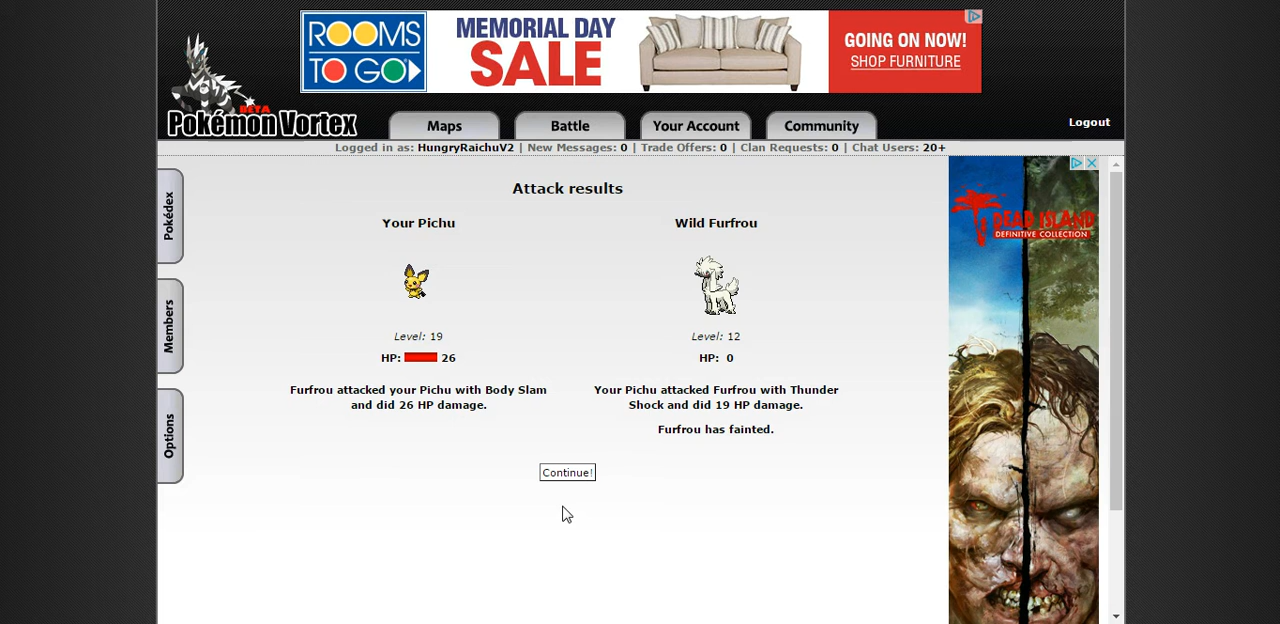 ROOMS
TO GO
MEMORIAL DAY
SALE
GOING ON NOW!
SHOP FURNITURE
BETA
Pokémon Vortex
Maps
Battle
Your Account
Community
Logout
Logged in as: HungryRaichuV2 | New Messages: 0 | Trade Offers: 0 | Clan Requests: 0 | Chat Users: 20+
Pokédex
Members
Options
Attack results
Your Pichu
Wild Furfrou
Level: 19
Level: 12
HP: 26
HP: 0
Furfrou attacked your Pichu with Body Slam
and did 26 HP damage.
Your Pichu attacked Furfrou with Thunder
Shock and did 19 HP damage.
Furfrou has fainted.
Continue!
DEAD ISLAND
DEFINITIVE COLLECTION